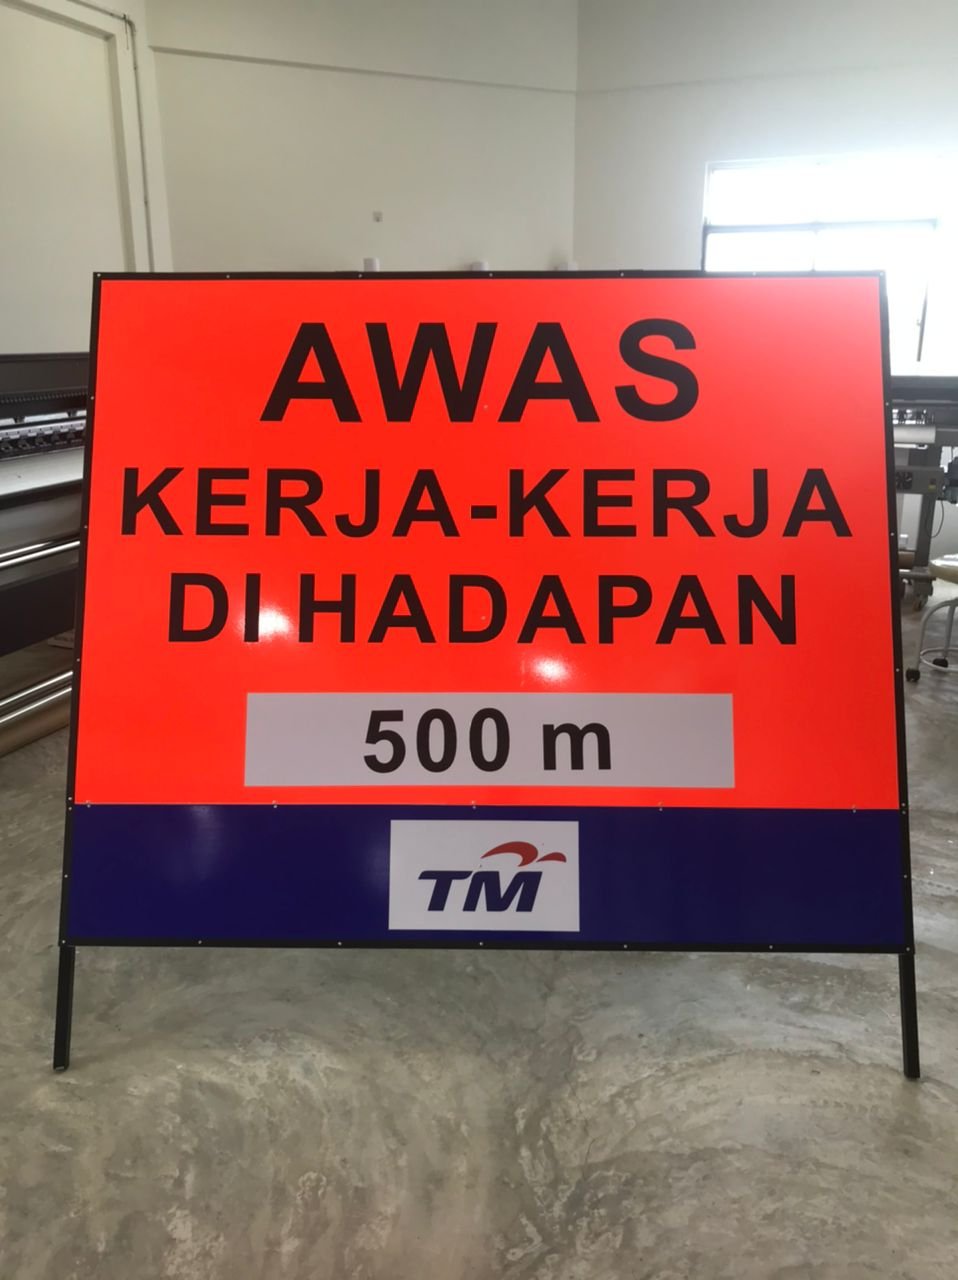 AWAS
KERJA-KERJA
DI HADAPAN
500 m
TM